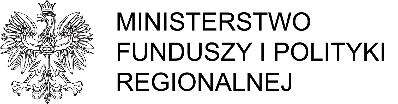 MINISTERSTWO
FUNDUSZY I POLITYKI
REGIONALNEJ